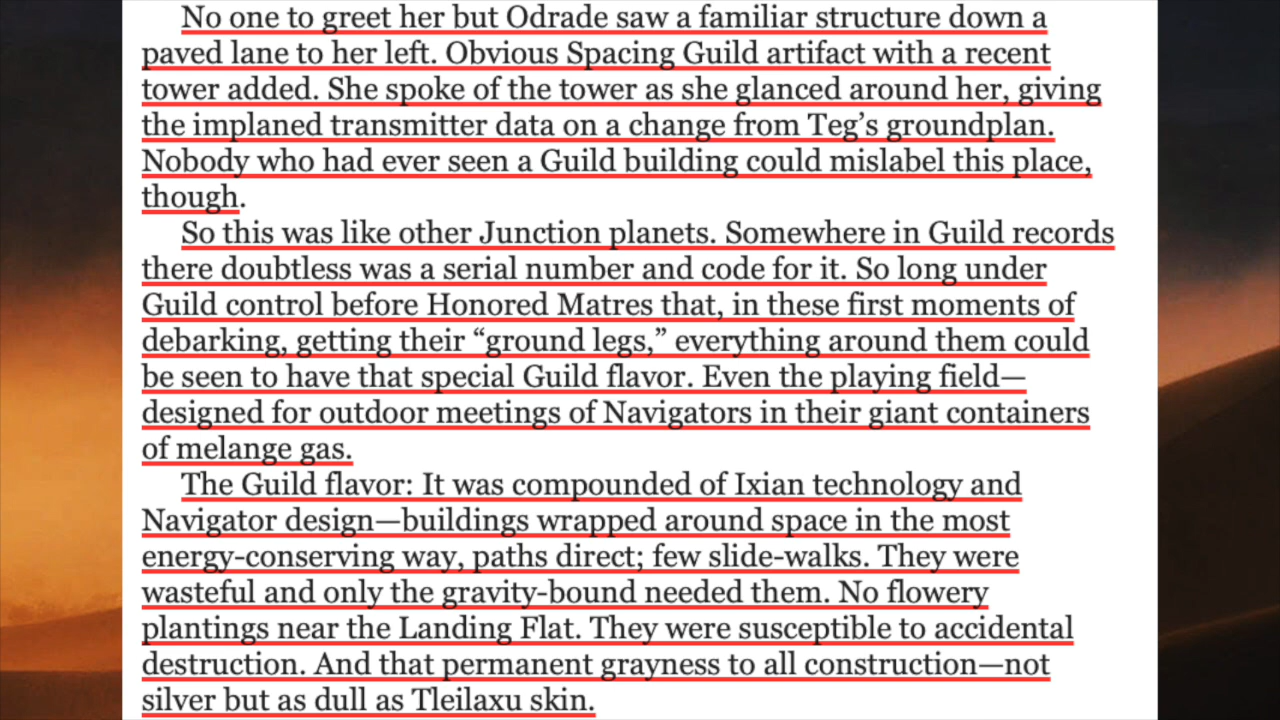 No one to greet her but Odrade saw a familiar structure down a
paved lane to her left. Obvious Spacing Guild artifact with a recent
tower added. She spoke of the tower as she glanced around her, giving
the implaned transmitter data on a change from Teg’s groundplan.
Nobody who had ever seen a Guild building could mislabel this place,
though.
So this was like other Junction planets. Somewhere in Guild records
there doubtless was a serial number and code for it. So long under
Guild control before Honored Matres that, in these first moments of
debarking, getting their “ground legs,” everything around them could
be seen to have that special Guild flavor. Even the playing field—
designed for outdoor meetings of Navigators in their giant containers
of melange gas.
The Guild flavor: It was compounded of Ixian technology and
Navigator design—buildings wrapped around space in the most
energy-conserving way, paths direct; few slide-walks. They were
wasteful and only the gravity-bound needed them. No flowery
plantings near the Landing Flat. They were susceptible to accidental
destruction. And that permanent grayness to all construction—not
silver but as dull as Tleilaxu skin.